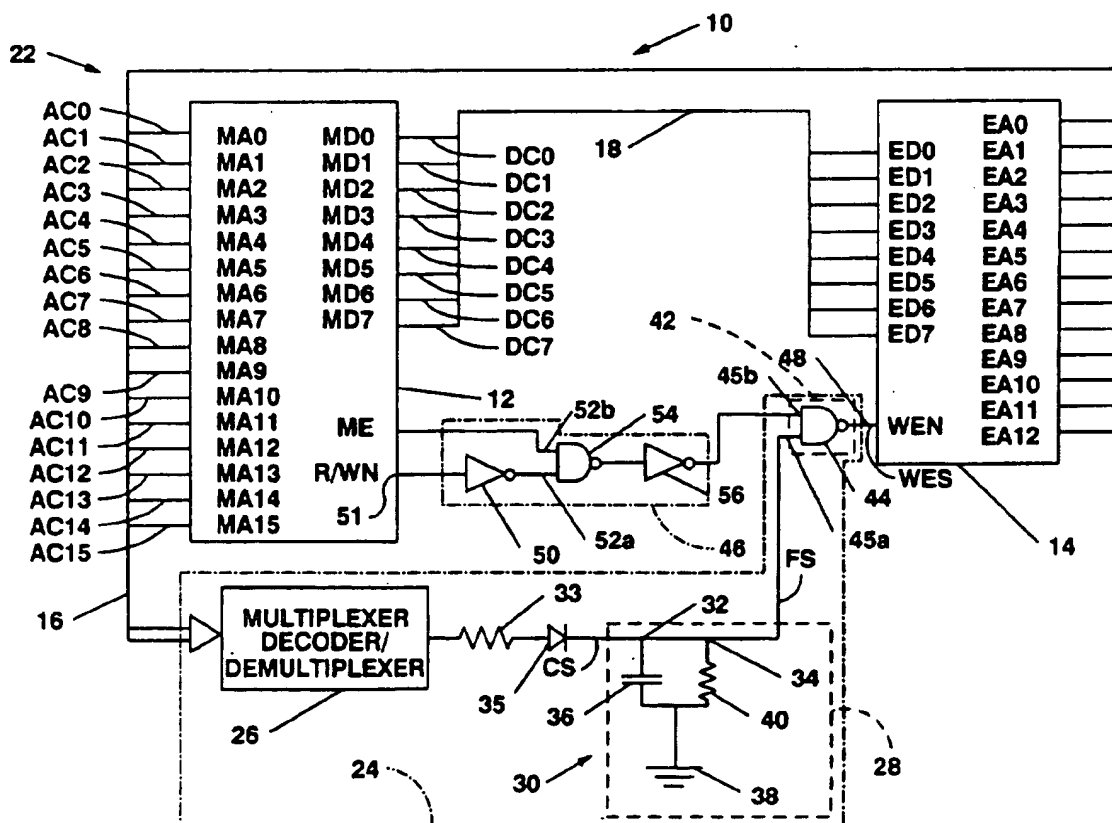 10
22
AC0
AC1
AC2
AC3
AC4
AC5
AC6
AC7
AC8
AC9
AC10
AC11
AC12
AC13
AC14
AC15
16
MA0
MA1
MA2
MA3
MA4
MA5
MA6
MA7
MA8
MA9
MA10
MA11
MA12
MA13
MA14
MA15
MD0
MD1
MD2
MD3
MD4
MD5
MD6
MD7
ME
R/WN
DC0
DC1
DC2
DC3
DC4
DC5
DC6
DC7
12
18
ED0
ED1
ED2
ED3
ED4
ED5
ED6
ED7
WEN
EA0
EA1
EA2
EA3
EA4
EA5
EA6
EA7
EA8
EA9
EA10
EA11
EA12
42
48
45b
52b
54
51
50
52a
56
46
44
45a
WES
14
FS
MULTIPLEXER
DECODER/
DEMULTIPLEXER
26
33
35
CS
32
34
36
40
30
38
28
24